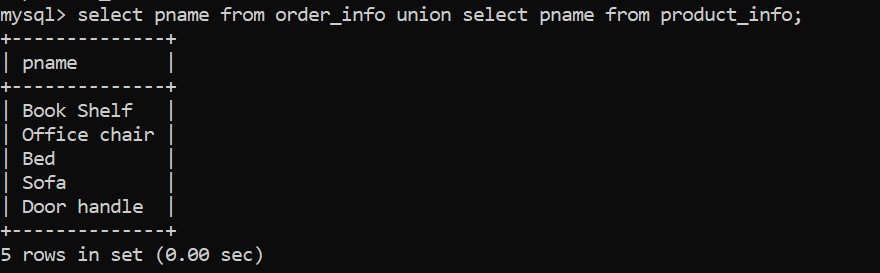 mysql> select pname from order_info union select pname from product_info;
+--------------+
| pname        |
+--------------+
| Book Shelf   |
| Office chair |
| Bed          |
| Sofa         |
| Door handle  |
+--------------+
5 rows in set (0.00 sec)